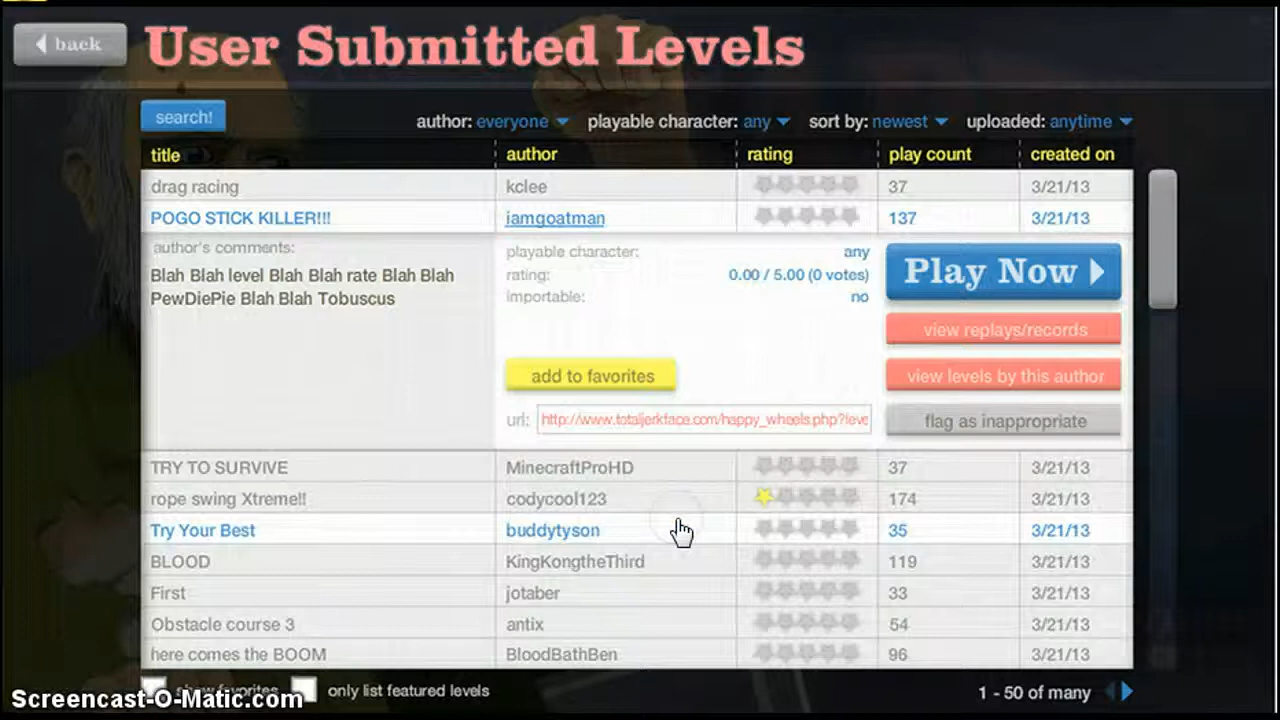 back
User Submitted Levels
search!
author: everyone playable character: any sort by: newest uploaded: anytime
title author rating play count created on
drag racing kclee 37 3/21/13
POGO STICK KILLER!!! iamgoatman 137 3/21/13
author's comments:
Blah Blah level Blah Blah rate Blah Blah
PewDiePie Blah Blah Tobuscus
playable character: any
rating: 0.00 / 5.00 (0 votes)
importable: no
add to favorites
url: http://www.totaljerkface.com/happy_wheels.php?leve
Play Now
view replays/records
view levels by this author
flag as inappropriate
TRY TO SURVIVE MinecraftProHD 37 3/21/13
rope swing Xtreme!! codycool123 174 3/21/13
Try Your Best buddytyson 35 3/21/13
BLOOD KingKongtheThird 119 3/21/13
First jotaber 33 3/21/13
Obstacle course 3 antix 54 3/21/13
here comes the BOOM BloodBathBen 96 3/21/13
show favorites only list featured levels 1 - 50 of many
Screencast-O-Matic.com